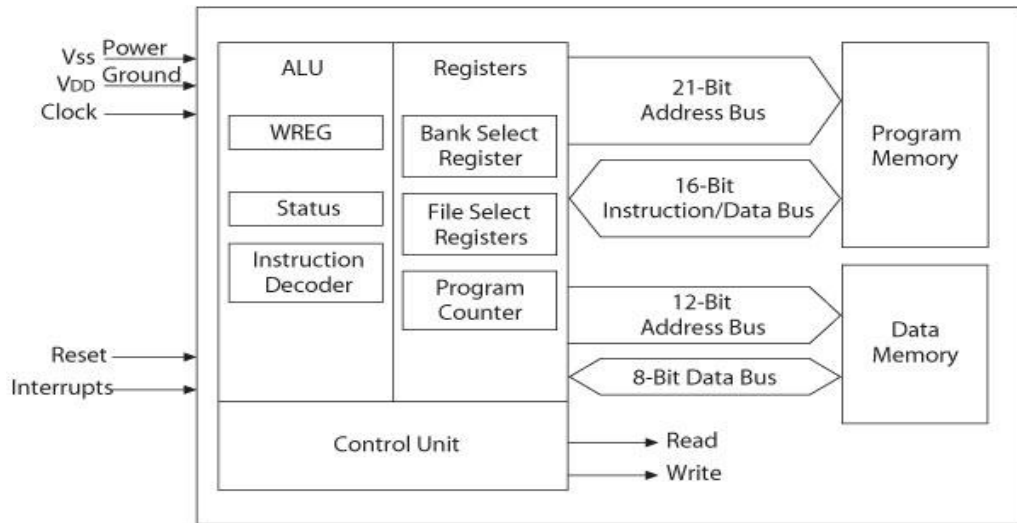 Vss Power
VDD Ground
Clock
Reset
Interrupts
ALU
WREG
Status
Instruction
Decoder
Registers
Bank Select
Register
File Select
Registers
Program
Counter
Control Unit
21-Bit
Address Bus
16-Bit
Instruction/Data Bus
12-Bit
Address Bus
8-Bit Data Bus
Read
Write
Program
Memory
Data
Memory